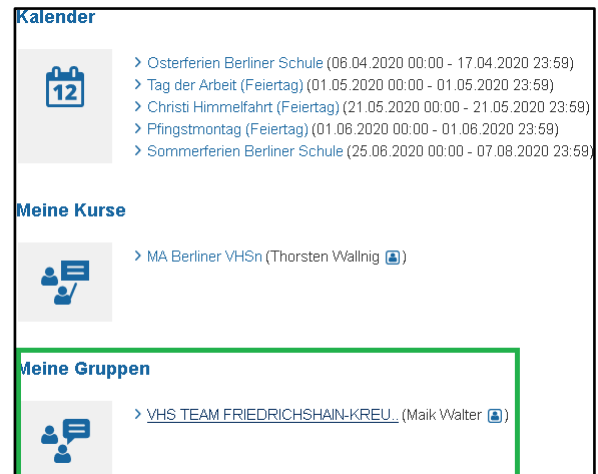 Kalender
12
> Osterferien Berliner Schule (06.04.2020 00:00 - 17.04.2020 23:59)
> Tag der Arbeit (Feiertag) (01.05.2020 00:00 - 01.05.2020 23:59)
> Christi Himmelfahrt (Feiertag) (21.05.2020 00:00 - 21.05.2020 23:59)
> Pfingstmontag (Feiertag) (01.06.2020 00:00 - 01.06.2020 23:59)
> Sommerferien Berliner Schule (25.06.2020 00:00 - 07.08.2020 23:59)
Meine Kurse
> MA Berliner VHSn (Thorsten Wallnig )
Meine Gruppen
> VHS TEAM FRIEDRICHSHAIN-KREU.. (Maik Walter )